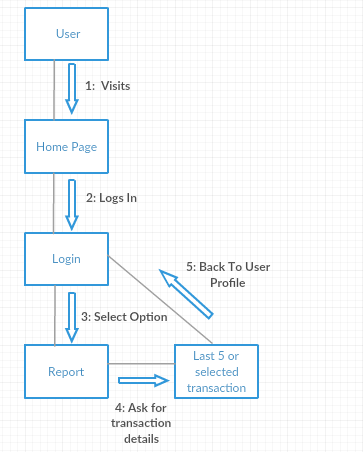 User
1:  Visits
Home Page
2: Logs In
Login
5: Back To User
Profile
3: Select Option
Report
Last 5 or
selected
transaction
4: Ask for
transaction
details